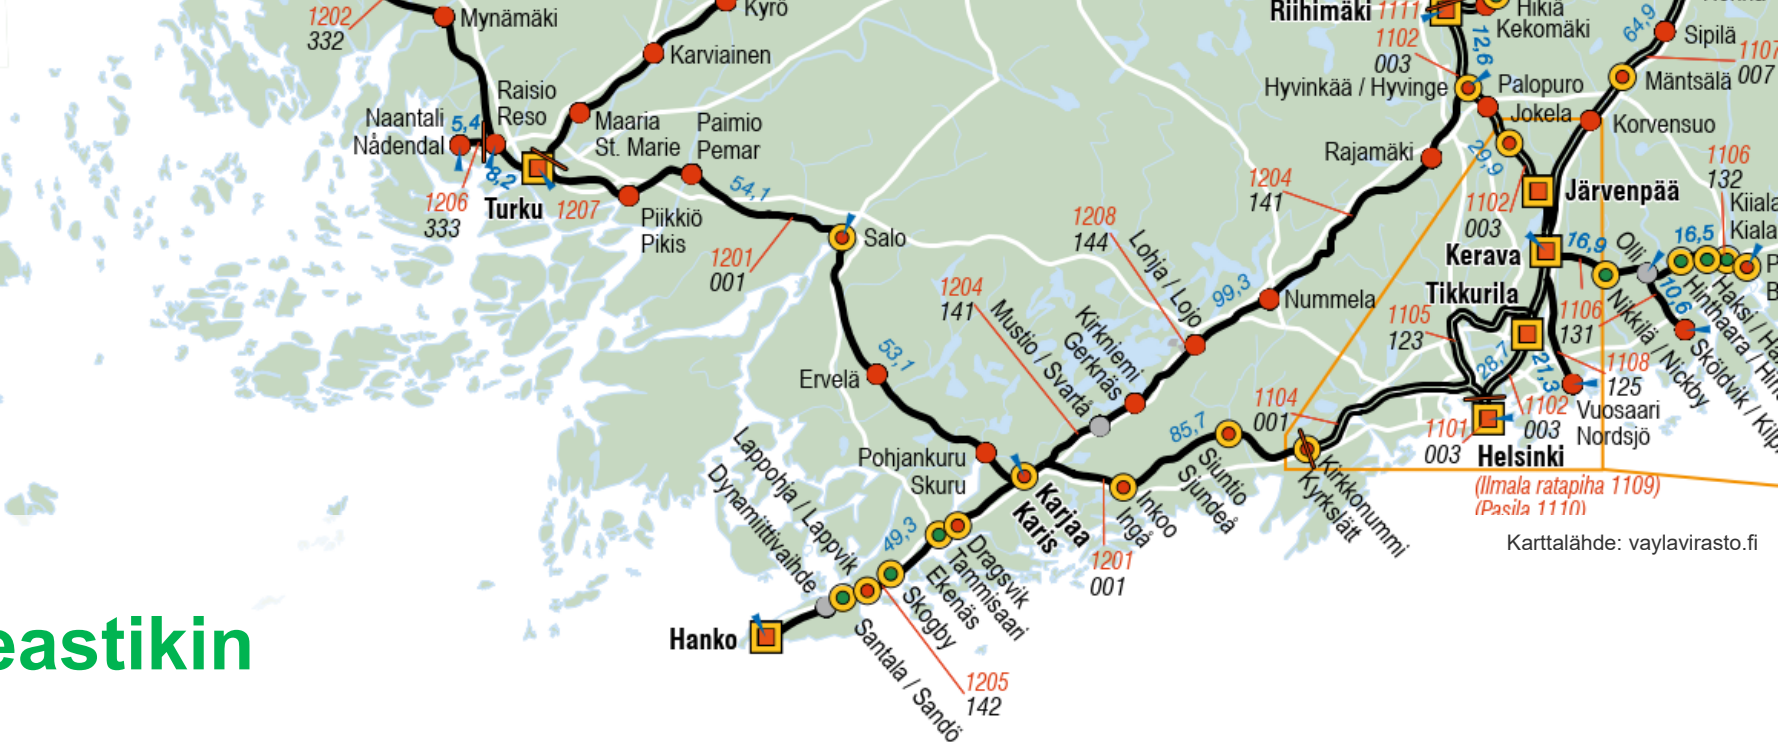 1202
332
Mynämäki
Kyrö
Karviainen
Raisio
Reso
Naantali
Nådendal
5,4
8,2
1206
333
Turku
1207
Maaria
St. Marie
Paimio
Pemar
Piikkiö
Pikis
54,1
1201
001
Salo
53,1
Ervelä
Pohjankuru
Skuru
Karjaa
Karis
Lappohja / Lappvik
Dynamiittivaihde
49,3
Dragsvik
Tammisaari
Ekenäs
Skogby
Santala / Sandö
Hanko
1205
142
1204
141
Mustio / Svartå
Kirkniemi
Gerknäs
1208
144
Lohja / Lojo
99,3
Nummela
1204
141
Rajamäki
Riihimäki
1111
Hikiä
Kekomäki
1102
003
12,6
Hyvinkää / Hyvinge
Palopuro
Jokela
29,9
1102
003
Järvenpää
64,9
Sipilä
1107
007
Mäntsälä
Korvensuo
1106
132
Kerava
16,9
Olli
16,5
10,6
1106
131
Nikkilä / Nickby
Sköldvik / Kilp
Tikkurila
1105
123
28,7
21,3
1108
125
Vuosaari
Nordsjö
1102
003
1101
003
Helsinki
(Ilmala ratapiha 1109)
(Pasila 1110)
1104
001
Kirkkonummi
Kyrkslätt
85,7
Siuntio
Sjundeå
Inkoo
Ingå
1201
001
Karttalähde: vaylavirasto.fi
eastikin